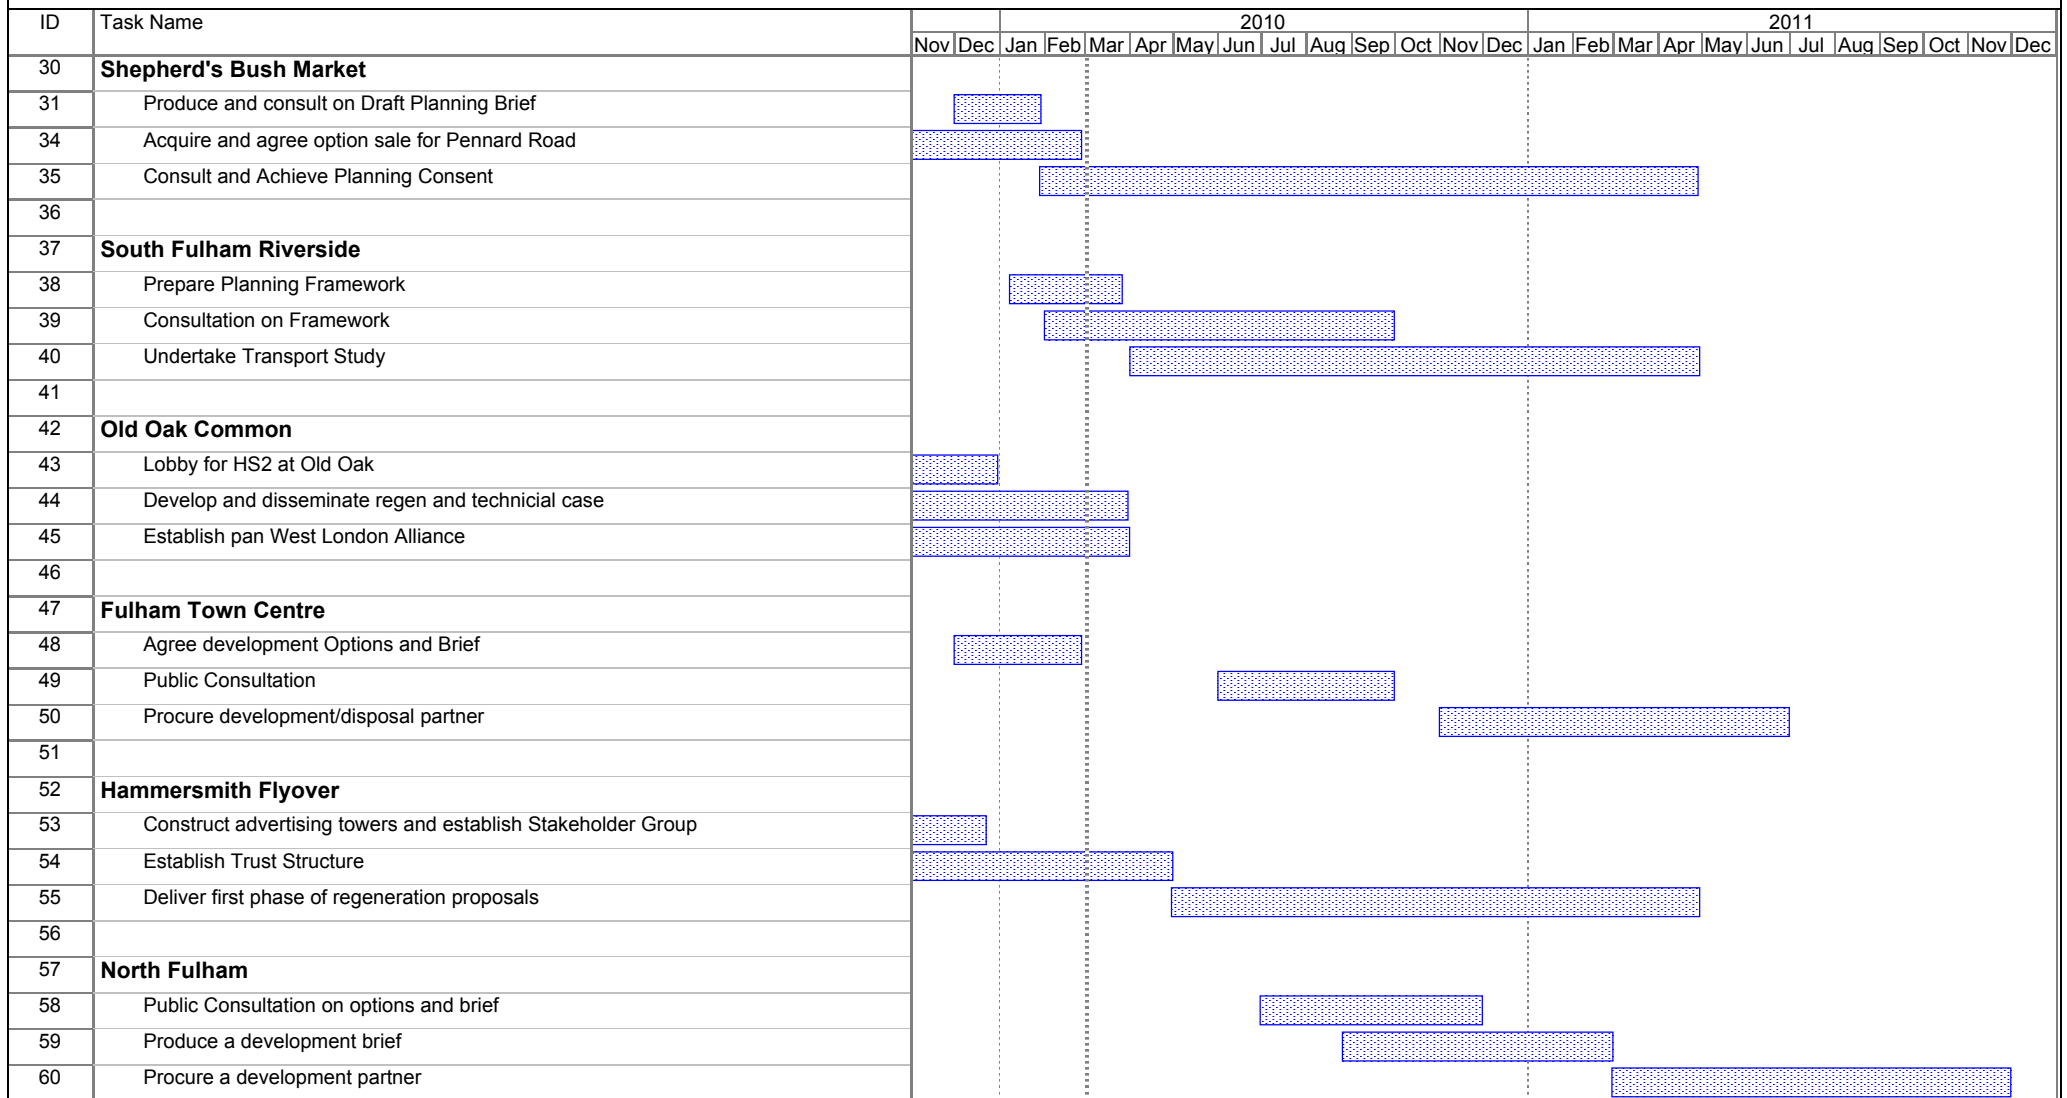 ID Task Name 2010 2011
Nov Dec Jan Feb Mar Apr May Jun Jul Aug Sep Oct Nov Dec Jan Feb Mar Apr May Jun Jul Aug Sep Oct Nov Dec
30 Shepherd's Bush Market
31 Produce and consult on Draft Planning Brief
34 Acquire and agree option sale for Pennard Road
35 Consult and Achieve Planning Consent
36
37 South Fulham Riverside
38 Prepare Planning Framework
39 Consultation on Framework
40 Undertake Transport Study
41
42 Old Oak Common
43 Lobby for HS2 at Old Oak
44 Develop and disseminate regen and technicial case
45 Establish pan West London Alliance
46
47 Fulham Town Centre
48 Agree development Options and Brief
49 Public Consultation
50 Procure development/disposal partner
51
52 Hammersmith Flyover
53 Construct advertising towers and establish Stakeholder Group
54 Establish Trust Structure
55 Deliver first phase of regeneration proposals
56
57 North Fulham
58 Public Consultation on options and brief
59 Produce a development brief
60 Procure a development partner